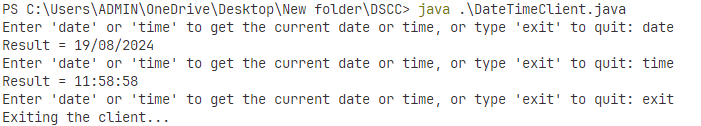 PS C:\Users\ADMIN\OneDrive\Desktop\New folder\DSCC> java .\DateTimeClient.java
Enter 'date' or 'time' to get the current date or time, or type 'exit' to quit: date
Result = 19/08/2024
Enter 'date' or 'time' to get the current date or time, or type 'exit' to quit: time
Result = 11:58:58
Enter 'date' or 'time' to get the current date or time, or type 'exit' to quit: exit
Exiting the client...